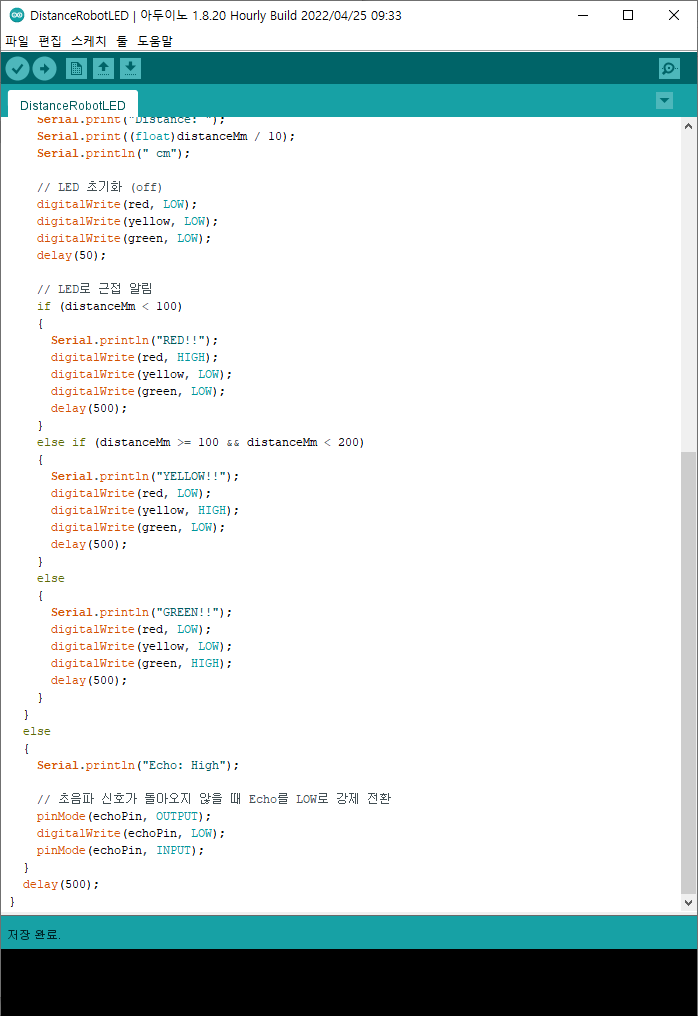 DistanceRobotLED | 아두이노 1.8.20 Hourly Build 2022/04/25 09:33
파일 편집 스케치 툴 도움말
DistanceRobotLED
Serial.print("Distance: ");
Serial.print((float)distanceMm / 10);
Serial.println(" cm");
// LED 초기화 (off)
digitalWrite(red, LOW);
digitalWrite(yellow, LOW);
digitalWrite(green, LOW);
delay(50);
// LED로 근접 알림
if (distanceMm < 100)
{
Serial.println("RED!!");
digitalWrite(red, HIGH);
digitalWrite(yellow, LOW);
digitalWrite(green, LOW);
delay(500);
}
else if (distanceMm >= 100 && distanceMm < 200)
{
Serial.println("YELLOW!!");
digitalWrite(red, LOW);
digitalWrite(yellow, HIGH);
digitalWrite(green, LOW);
delay(500);
}
else
{
Serial.println("GREEN!!");
digitalWrite(red, LOW);
digitalWrite(yellow, LOW);
digitalWrite(green, HIGH);
delay(500);
}
}
else
{
Serial.println("Echo: High");
// 초음파 신호가 돌아오지 않을 때 Echo를 LOW로 강제 전환
pinMode(echoPin, OUTPUT);
digitalWrite(echoPin, LOW);
pinMode(echoPin, INPUT);
}
delay(500);
}
저장 완료.